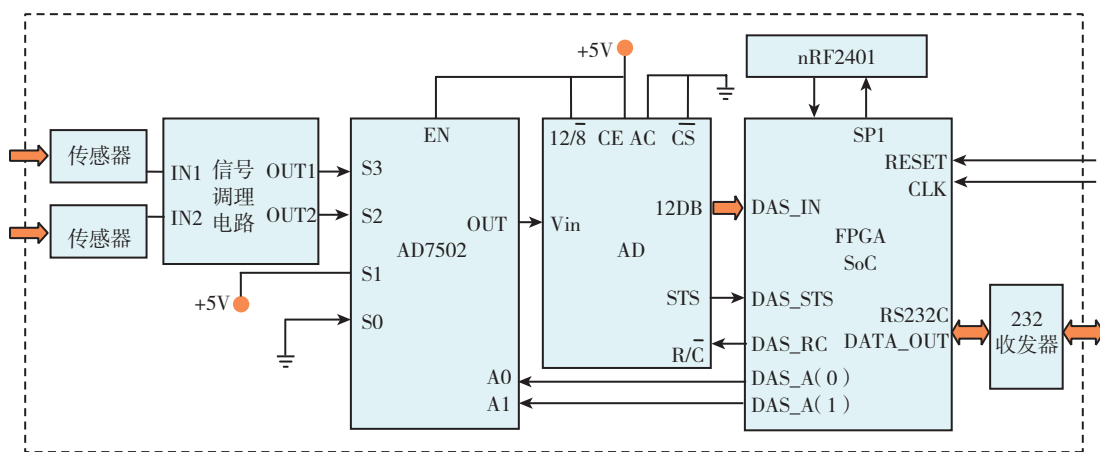 +5V
nRF2401
EN
12/8̅ CE AC C̅S̅
SP1
传感器
IN1
信号
调理
电路
OUT1
S3
RESET
CLK
传感器
IN2
OUT2
S2
OUT
Vin
12DB
DAS_IN
AD7502
AD
FPGA
SoC
+5V
S1
STS
DAS_STS
S0
RS232C
DATA_OUT
232
收发器
R/C̅
DAS_RC
A0
DAS_A(0)
A1
DAS_A(1)